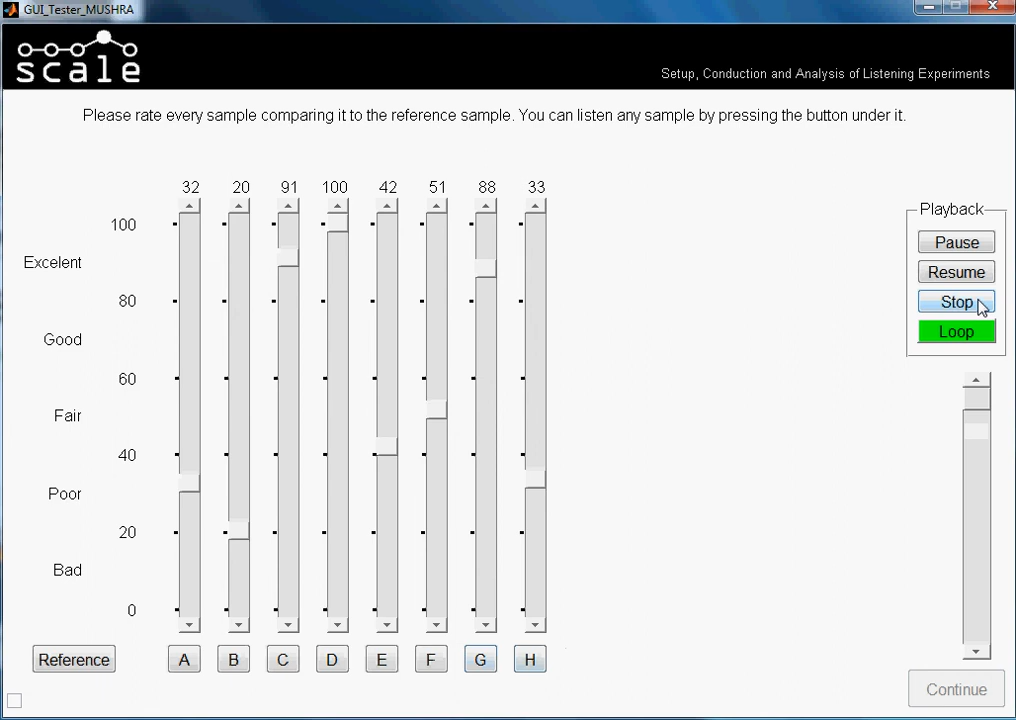 GUI_Tester_MUSHRA
scale
Setup, Conduction and Analysis of Listening Experiments
Please rate every sample comparing it to the reference sample. You can listen any sample by pressing the button under it.
32 20 91 100 42 51 88 33
Playback
100
Pause
Excelent
Resume
80
Stop
Good
Loop
60
Fair
40
Poor
20
Bad
0
Reference A B C D E F G H
Continue